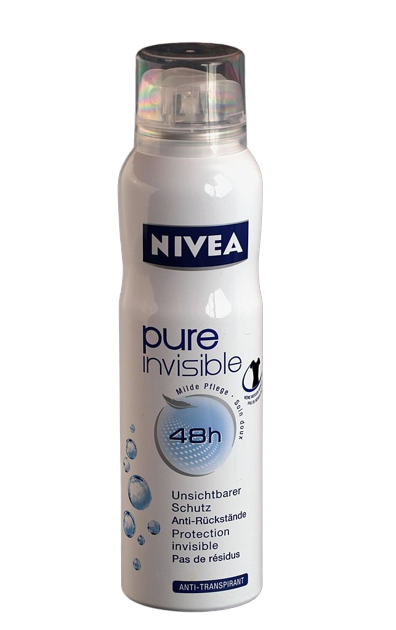 NIVEA
pure
invisible
Milde Pflege · Soin doux
48h
Unsichtbarer
Schutz
Anti-Rückstände
Protection
invisible
Pas de résidus
ANTI-TRANSPIRANT